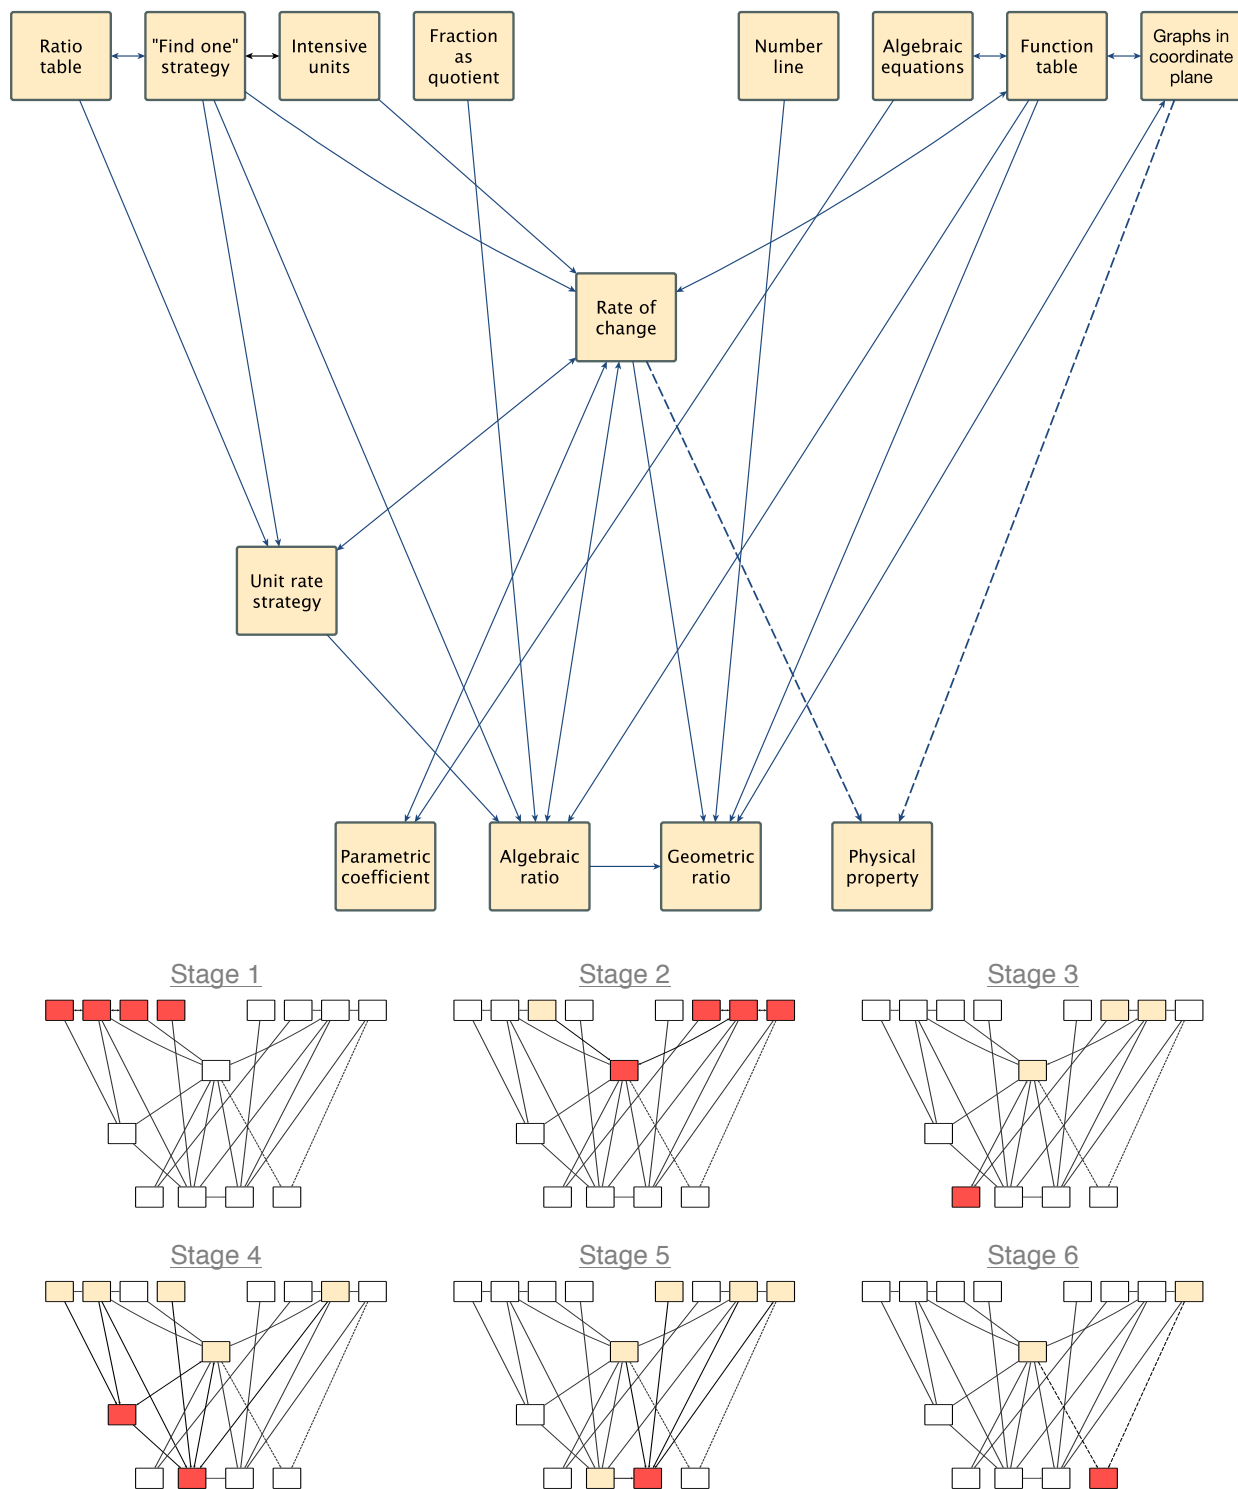 Ratio
table
"Find one"
strategy
Intensive
units
Fraction
as
quotient
Number
line
Algebraic
equations
Function
table
Graphs in
coordinate
plane
Rate of
change
Unit rate
strategy
Parametric
coefficient
Algebraic
ratio
Geometric
ratio
Physical
property
Stage 1
Stage 2
Stage 3
Stage 4
Stage 5
Stage 6